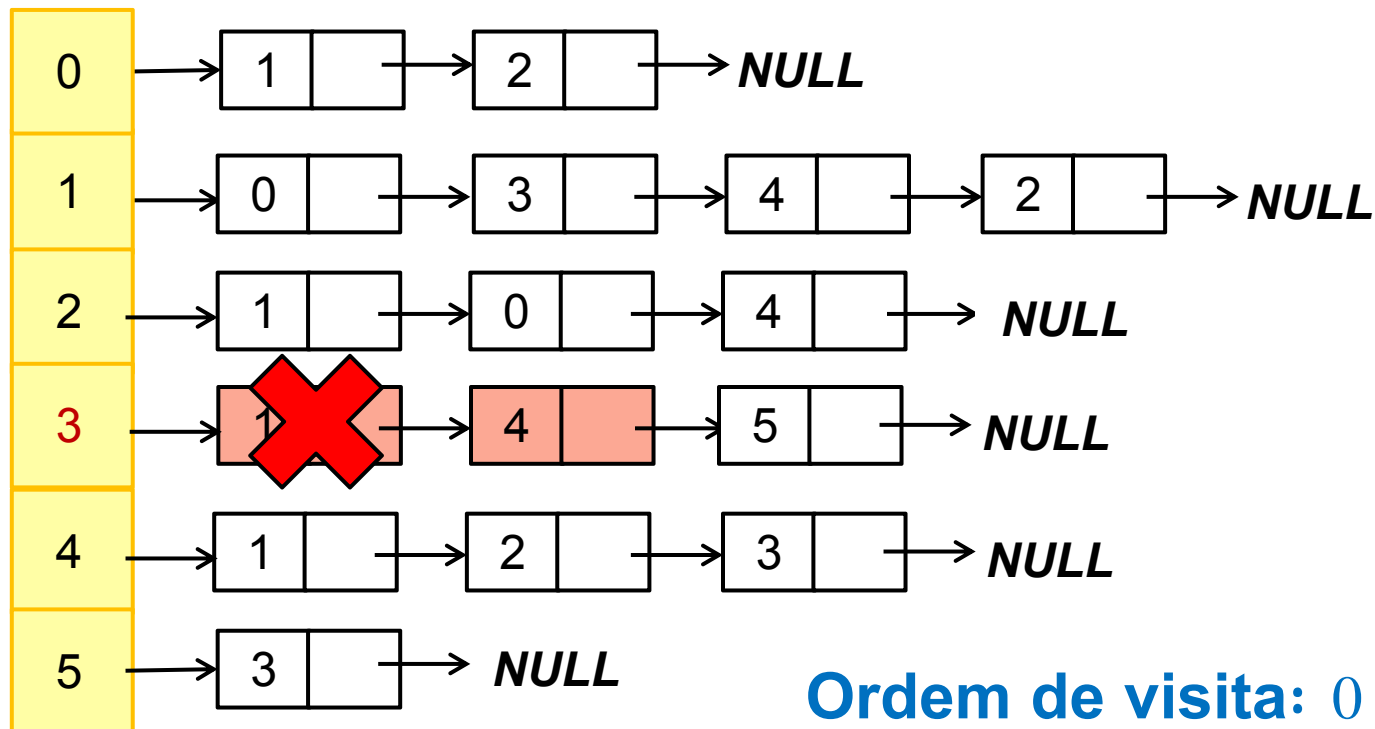 0 1 2 NULL
1 0 3 4 2 NULL
2 1 0 4 NULL
3 1 4 5 NULL
4 1 2 3 NULL
5 3 NULL
Ordem de visita: 0